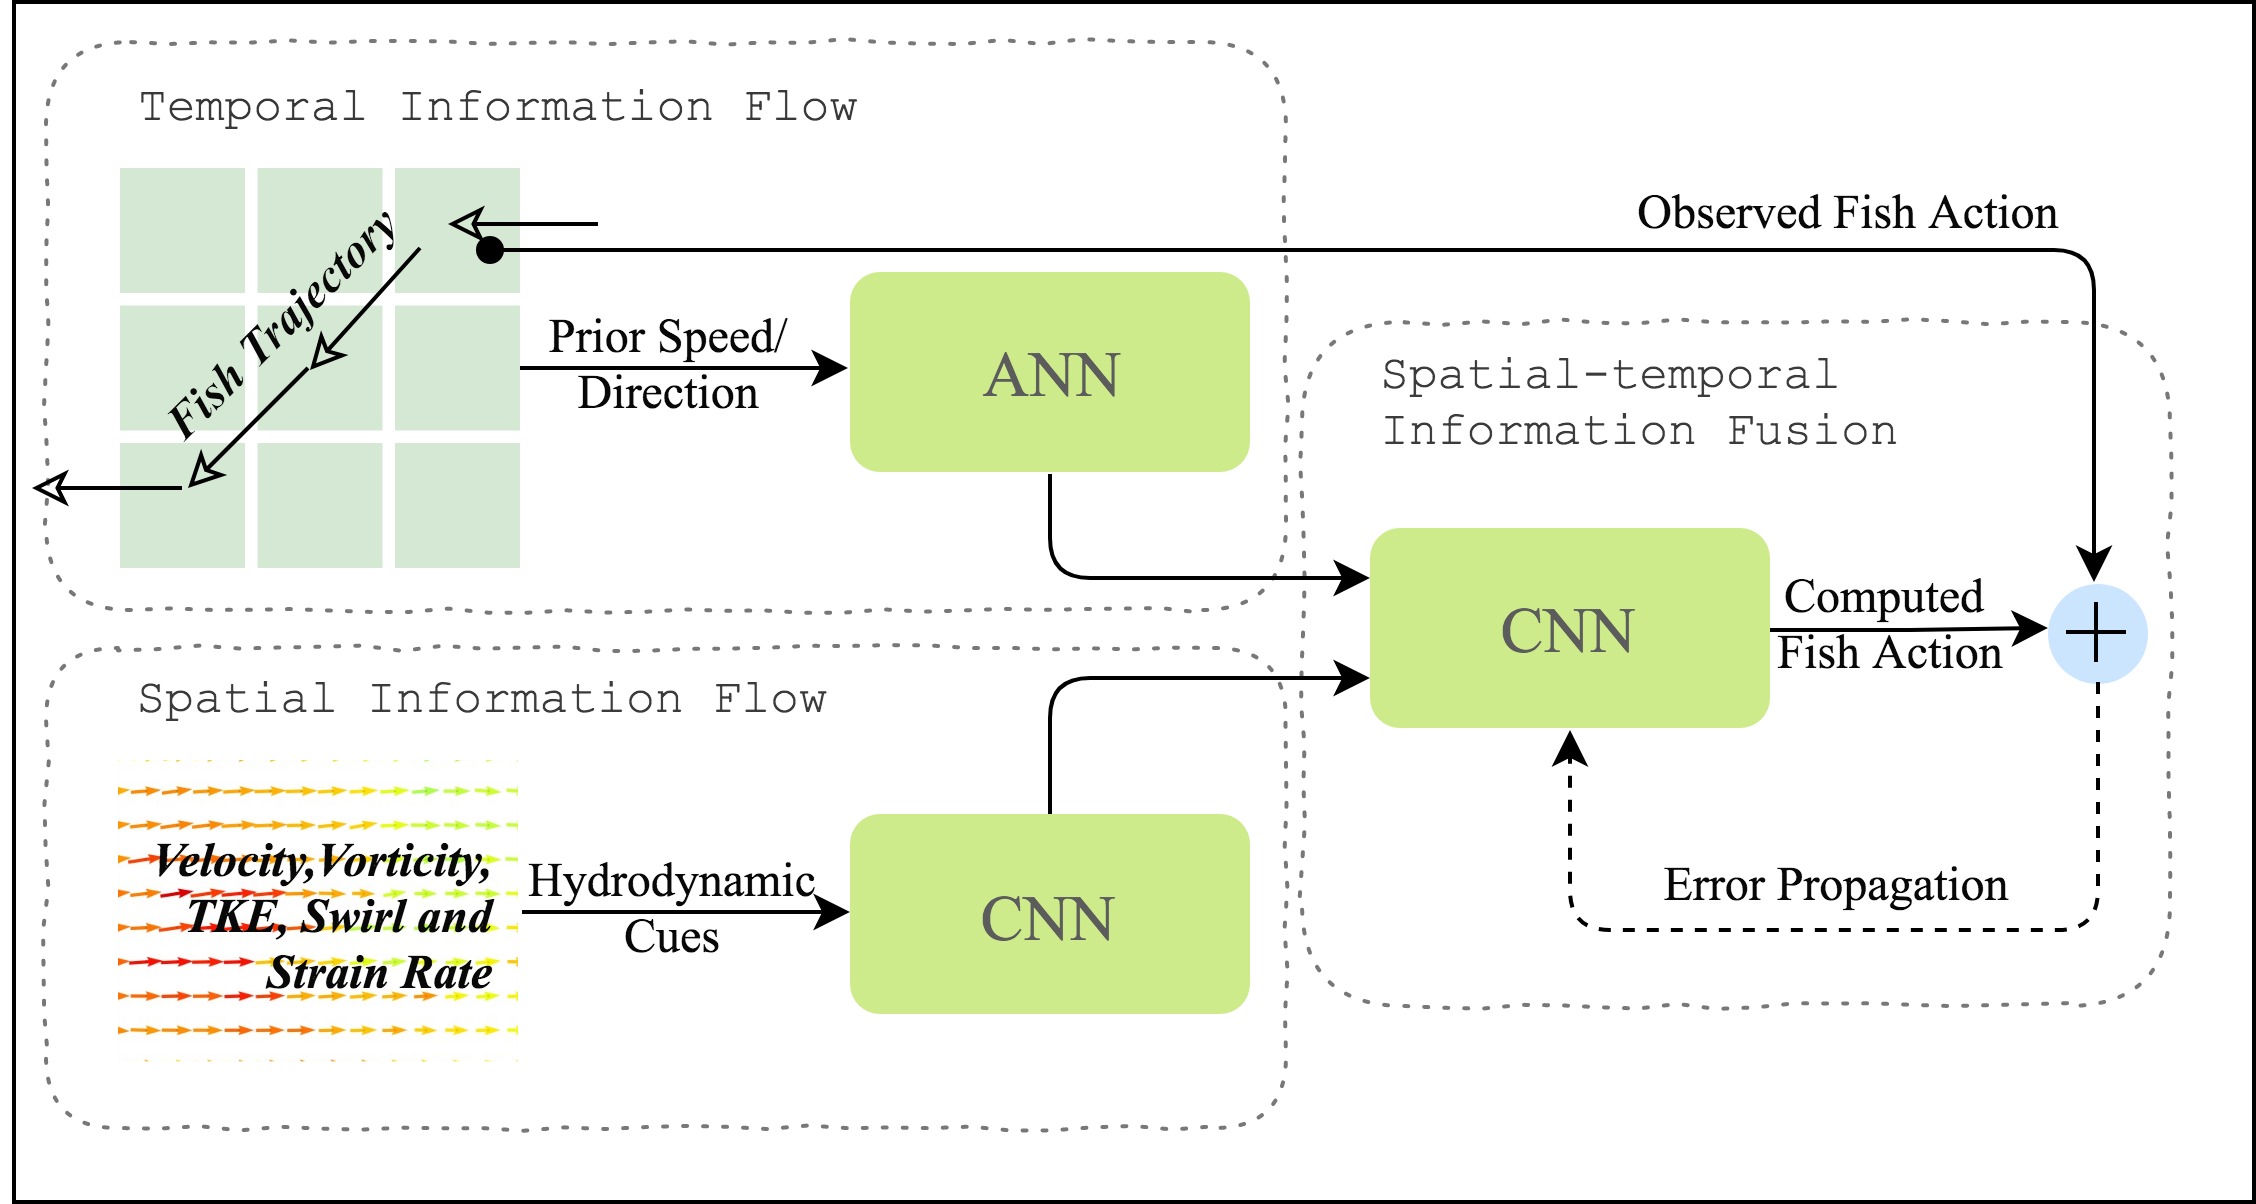 Temporal Information Flow
Fish Trajectory
Prior Speed/
Direction
ANN
Observed Fish Action
Spatial-temporal
Information Fusion
CNN
Computed
Fish Action
Error Propagation
Spatial Information Flow
Velocity,Vorticity,
TKE, Swirl and
Strain Rate
Hydrodynamic
Cues
CNN